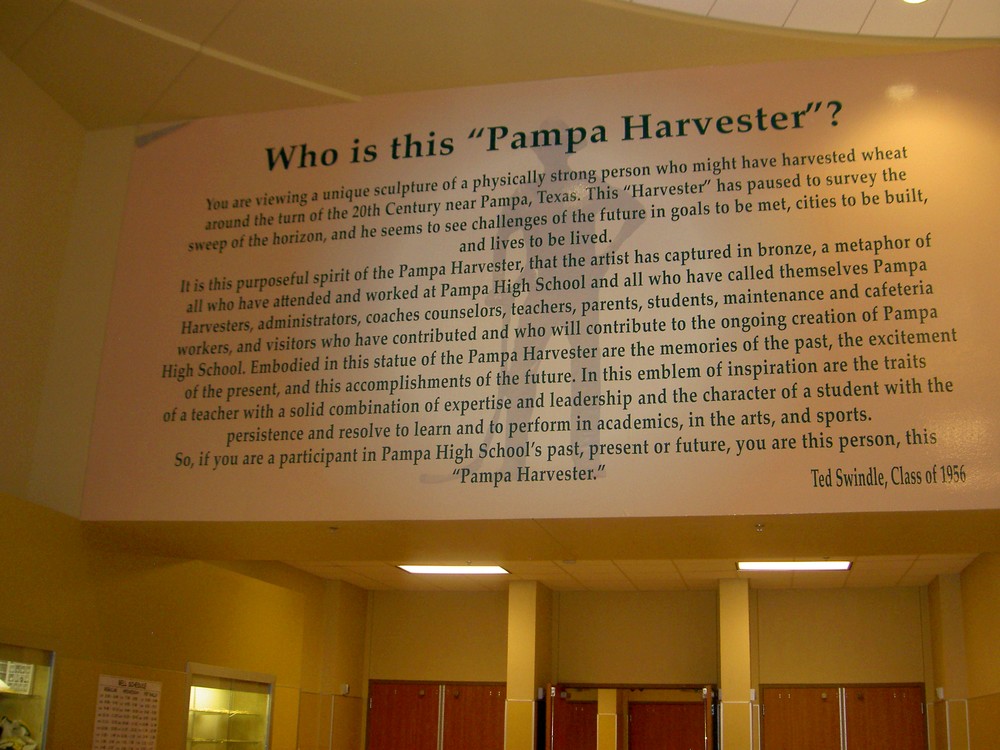 Who is this “Pampa Harvester”?
You are viewing a unique sculpture of a physically strong person who might have harvested wheat
around the turn of the 20th Century near Pampa, Texas. This “Harvester” has paused to survey the
sweep of the horizon, and he seems to see challenges of the future in goals to be met, cities to be built,
and lives to be lived.
It is this purposeful spirit of the Pampa Harvester, that the artist has captured in bronze, a metaphor of
all who have attended and worked at Pampa High School and all who have called themselves Pampa
Harvesters, administrators, coaches counselors, teachers, parents, students, maintenance and cafeteria
workers, and visitors who have contributed and who will contribute to the ongoing creation of Pampa
High School. Embodied in this statue of the Pampa Harvester are the memories of the past, the excitement
of the present, and this accomplishments of the future. In this emblem of inspiration are the traits
of a teacher with a solid combination of expertise and leadership and the character of a student with the
persistence and resolve to learn and to perform in academics, in the arts, and sports.
So, if you are a participant in Pampa High School’s past, present or future, you are this person, this
“Pampa Harvester.”
Ted Swindle, Class of 1956
BELL SCHEDULE